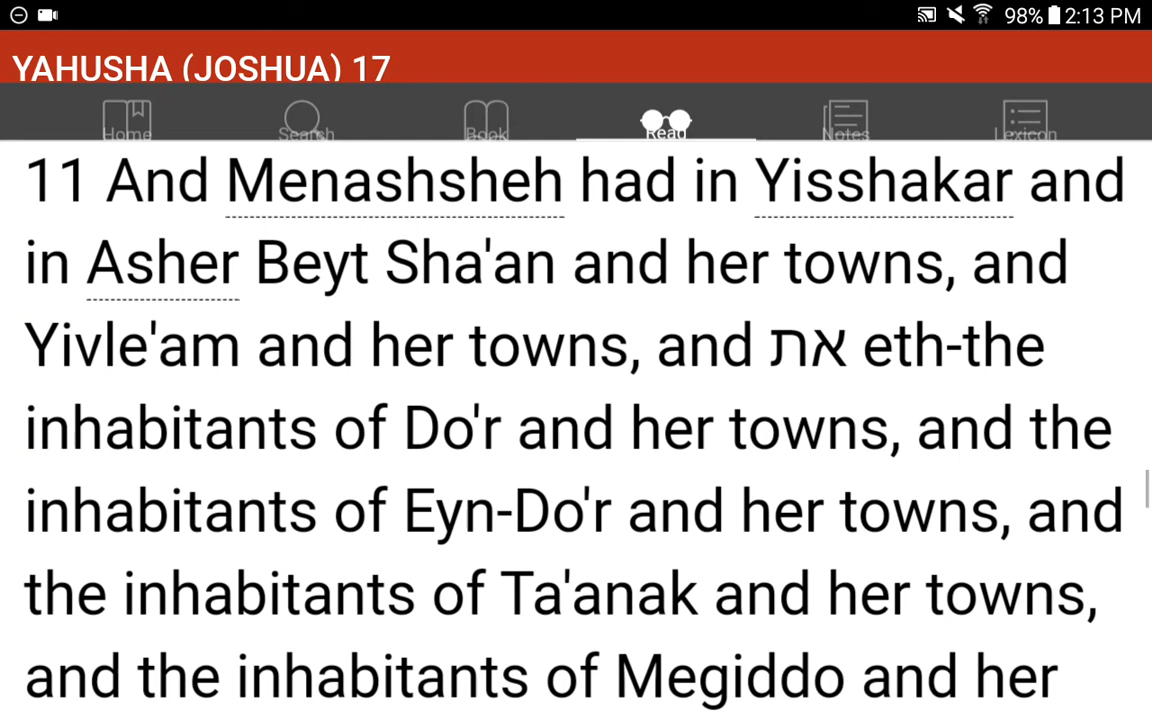 98% 2:13 PM
YAHUSHA (JOSHUA) 17
Home Search Book Read Notes Lexicon
11 And Menashsheh had in Yisshakar and
in Asher Beyt Sha'an and her towns, and
Yivle'am and her towns, and את eth-the
inhabitants of Do'r and her towns, and the
inhabitants of Eyn-Do'r and her towns, and
the inhabitants of Ta'anak and her towns,
and the inhabitants of Megiddo and her